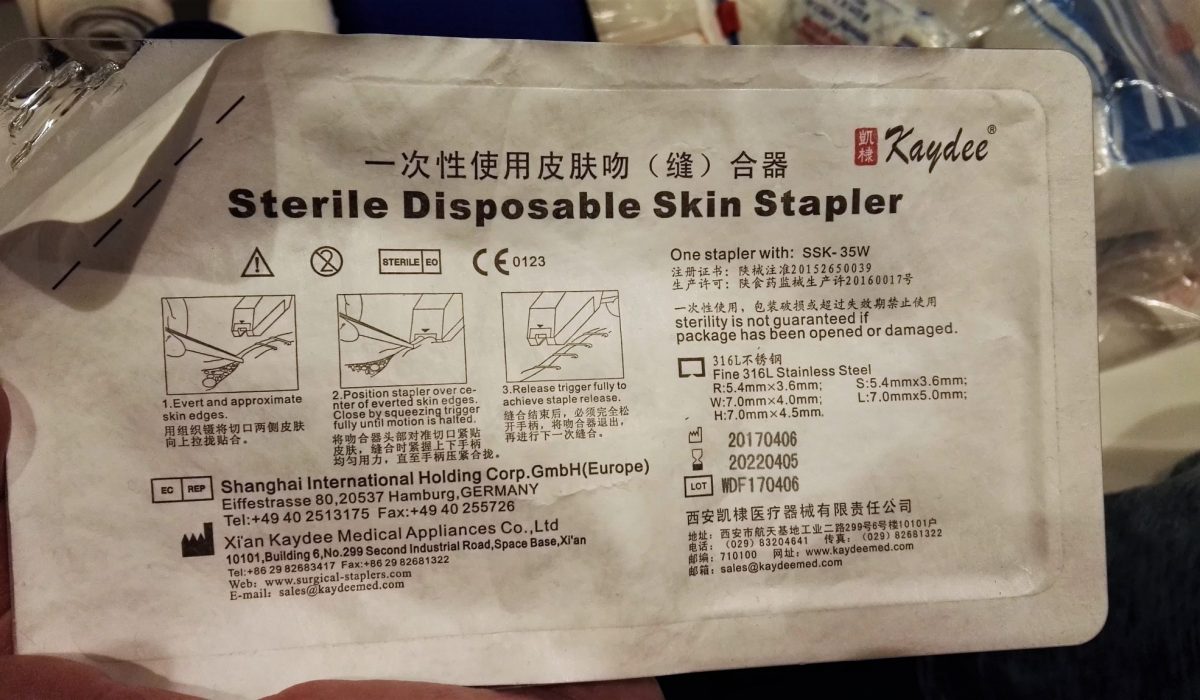 凯棣 Kaydee®
一次性使用皮肤吻（缝）合器
Sterile Disposable Skin Stapler
STERILE EO
CE 0123
1.Evert and approximate
skin edges.
用组织镊将切口两侧皮肤
向上拉拢贴合。
2.Position stapler over ce-
nter of everted skin edges.
Close by squeezing trigger
fully until motion is halted.
将吻合器头部对准切口紧贴
皮肤，缝合时紧握上下手柄
均匀用力，直至手柄压紧合拢。
3.Release trigger fully to
achieve staple release.
缝合结束后，必须完全松
开手柄，将吻合器退出，
再进行下一次缝合。
EC REP
Shanghai International Holding Corp.GmbH(Europe)
Eiffestrasse 80,20537 Hamburg,GERMANY
Tel:+49 40 2513175 Fax:+49 40 255726
Xi'an Kaydee Medical Appliances Co.,Ltd
10101,Building 6,No.299 Second Industrial Road,Space Base,Xi'an
Tel:+86 29 82683417 Fax:+86 29 82681322
Web: www.surgical-staplers.com
E-mail: sales@kaydeemed.com
One stapler with: SSK-35W
注册证书：陕械注准20152650039
生产许可：陕食药监械生产许20160017号
一次性使用，包装破损或超过失效期禁止使用
sterility is not guaranteed if
package has been opened or damaged.
316L不锈钢
Fine 316L Stainless Steel
R:5.4mm×3.6mm; S:5.4mmx3.6mm;
W:7.0mm×4.0mm; L:7.0mmx5.0mm;
H:7.0mm×4.5mm.
20170406
20220405
LOT WDF170406
西安凯棣医疗器械有限责任公司
地址：西安市航天基地工业二路299号6号楼10101户
电话：（029）83204641 传真：（029）82681322
邮编：710100 网址：www.kaydeemed.com
邮箱：sales@kaydeemed.com